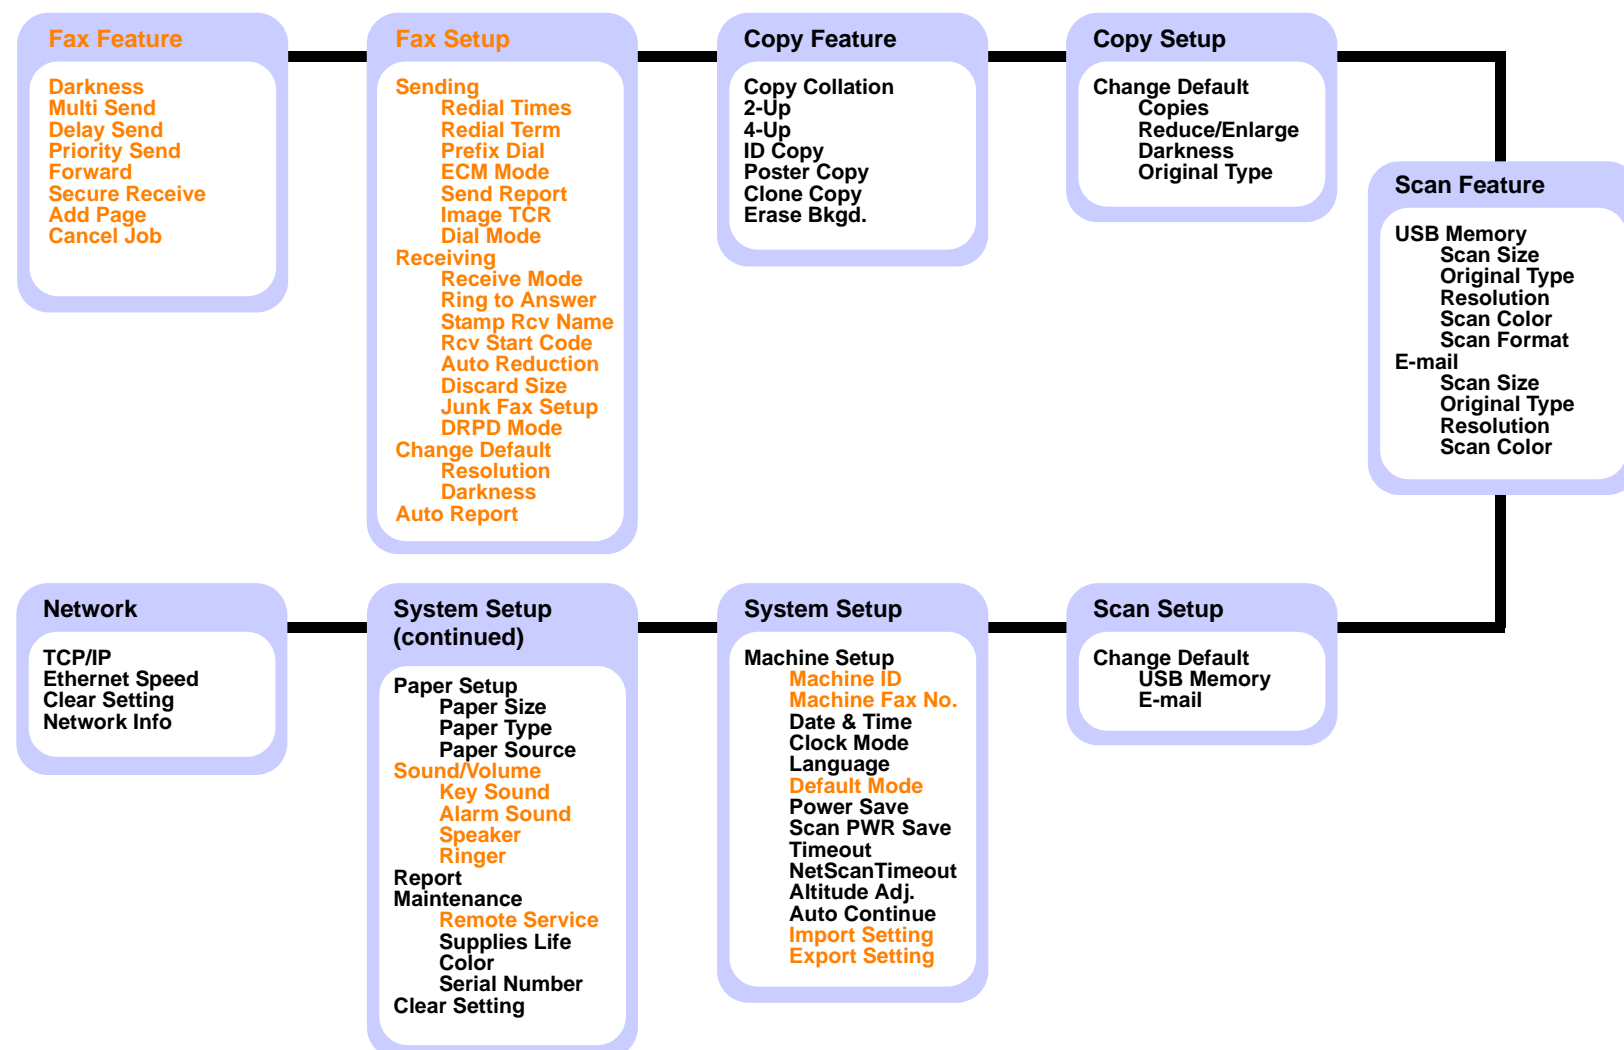 Fax Feature
Darkness
Multi Send
Delay Send
Priority Send
Forward
Secure Receive
Add Page
Cancel Job
Fax Setup
Sending
Redial Times
Redial Term
Prefix Dial
ECM Mode
Send Report
Image TCR
Dial Mode
Receiving
Receive Mode
Ring to Answer
Stamp Rcv Name
Rcv Start Code
Auto Reduction
Discard Size
Junk Fax Setup
DRPD Mode
Change Default
Resolution
Darkness
Auto Report
Copy Feature
Copy Collation
2-Up
4-Up
ID Copy
Poster Copy
Clone Copy
Erase Bkgd.
Copy Setup
Change Default
Copies
Reduce/Enlarge
Darkness
Original Type
Scan Feature
USB Memory
Scan Size
Original Type
Resolution
Scan Color
Scan Format
E-mail
Scan Size
Original Type
Resolution
Scan Color
Network
TCP/IP
Ethernet Speed
Clear Setting
Network Info
System Setup
(continued)
Paper Setup
Paper Size
Paper Type
Paper Source
Sound/Volume
Key Sound
Alarm Sound
Speaker
Ringer
Report
Maintenance
Remote Service
Supplies Life
Color
Serial Number
Clear Setting
System Setup
Machine Setup
Machine ID
Machine Fax No.
Date & Time
Clock Mode
Language
Default Mode
Power Save
Scan PWR Save
Timeout
NetScanTimeout
Altitude Adj.
Auto Continue
Import Setting
Export Setting
Scan Setup
Change Default
USB Memory
E-mail